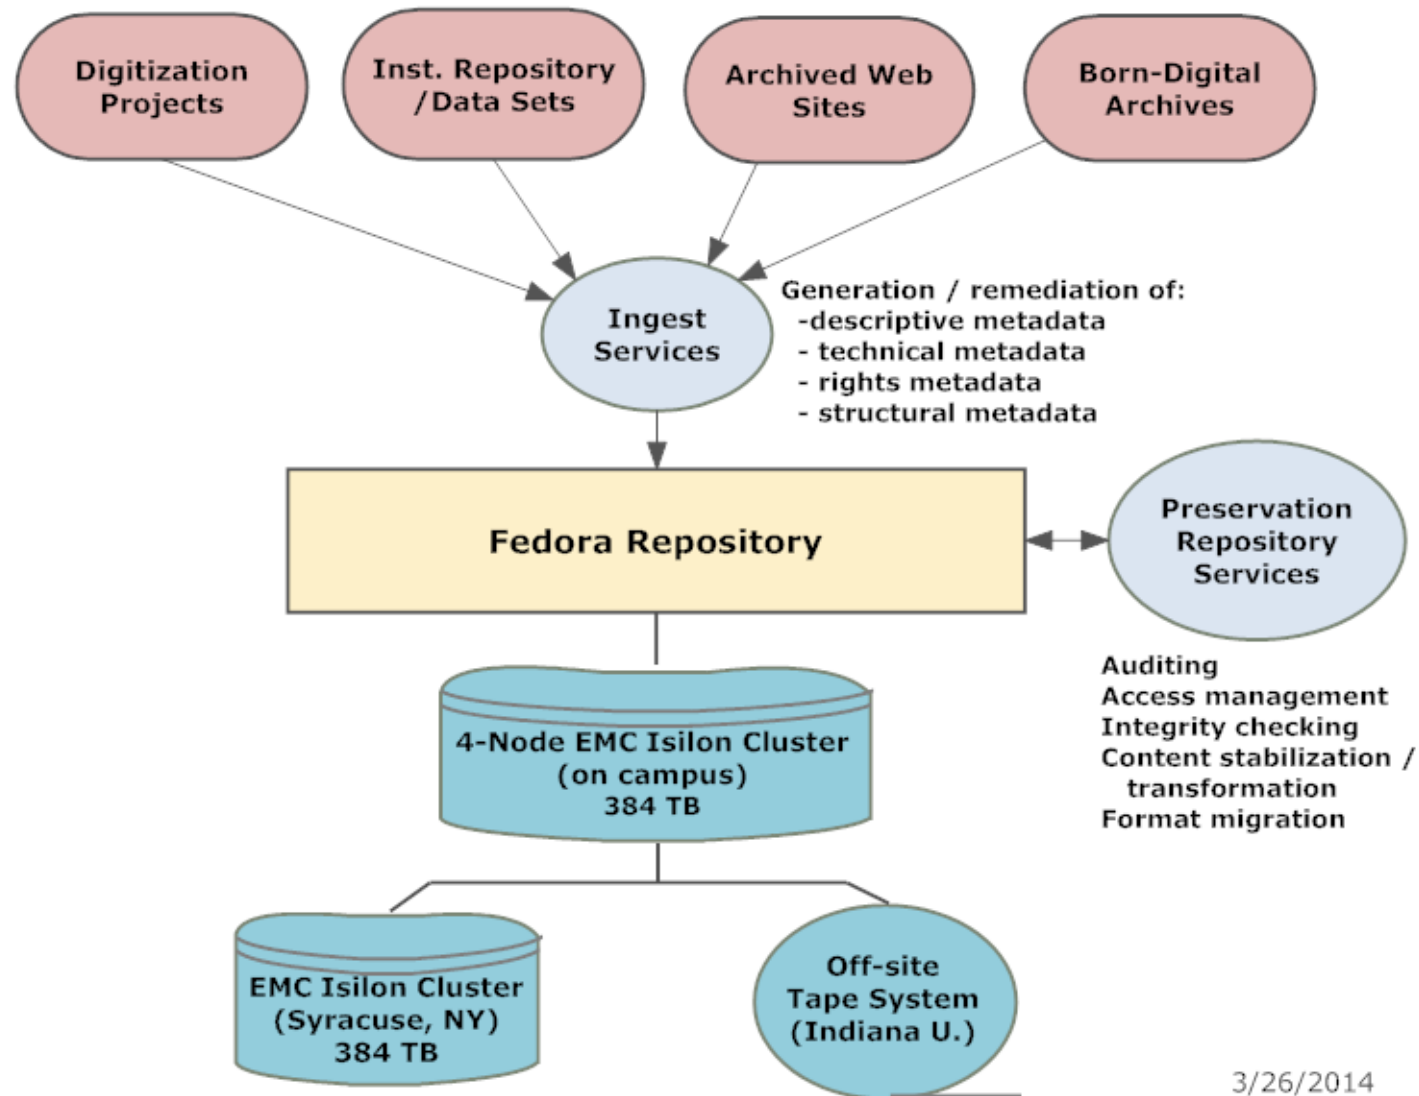 Digitization
Projects
Inst. Repository
/Data Sets
Archived Web
Sites
Born-Digital
Archives
Ingest
Services
Generation / remediation of:
-descriptive metadata
- technical metadata
- rights metadata
- structural metadata
Fedora Repository
Preservation
Repository
Services
Auditing
Access management
Integrity checking
Content stabilization /
transformation
Format migration
4-Node EMC Isilon Cluster
(on campus)
384 TB
EMC Isilon Cluster
(Syracuse, NY)
384 TB
Off-site
Tape System
(Indiana U.)
3/26/2014